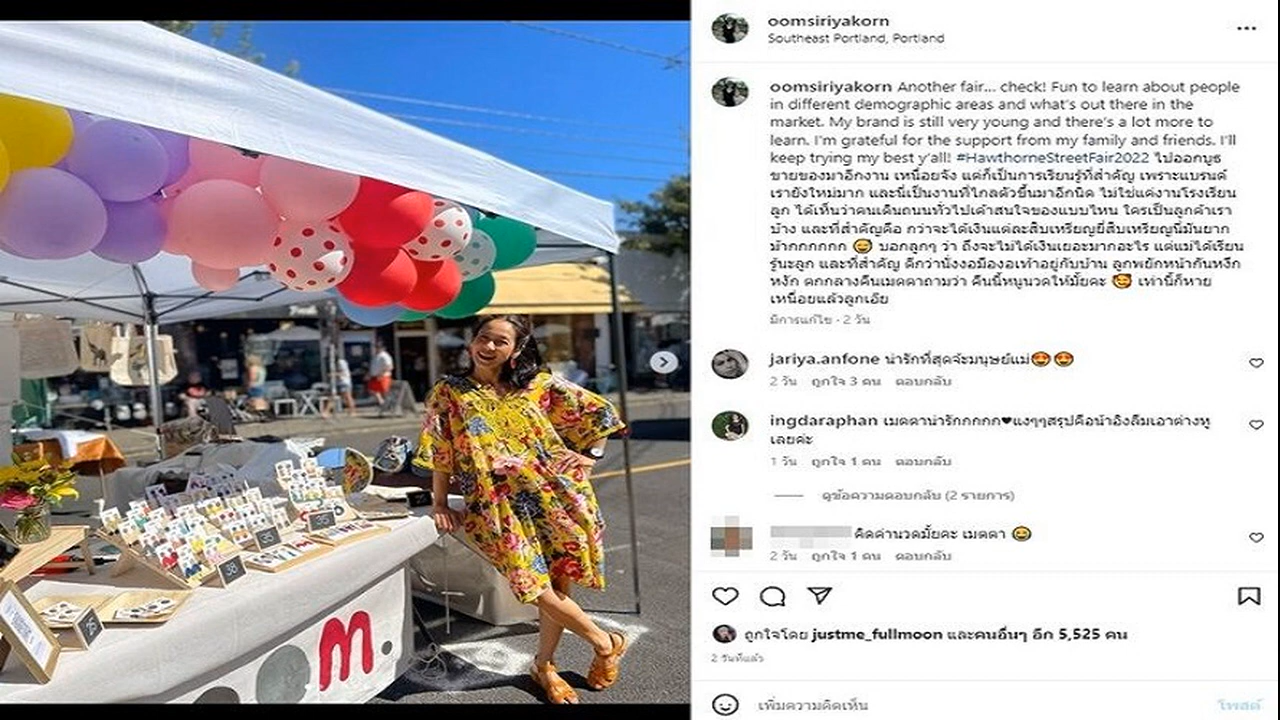 oomsiriyakorn
Southeast Portland, Portland
oomsiriyakorn Another fair... check! Fun to learn about people
in different demographic areas and what's out there in the
market. My brand is still very young and there's a lot more to
learn. I'm grateful for the support from my family and friends. I'll
keep trying my best y'all! #HawthorneStreetFair2022 ไปออกบูธ
ขายของมาอีกงาน เหนื่อยจัง แต่ก็เป็นการเรียนรู้ที่สำคัญ เพราะแบรนด์
เรายังใหม่มาก และนี่เป็นงานที่ไกลตัวขึ้นมาอีกนิด ไม่ใช่แค่งานโรงเรียน
ลูก ได้เห็นว่าคนเดินถนนทั่วไปเค้าสนใจของแบบไหน ใครเป็นลูกค้าเรา
บ้าง และที่สำคัญคือ กว่าจะได้เงินแต่ละสิบเหรียญยี่สิบเหรียญนี่มันยาก
ม้ากกกกกก 😅 บอกลูกๆ ว่า ถึงจะไม่ได้เงินเยอะมากอะไร แต่แม่ได้เรียน
รู้นะลูก และที่สำคัญ ดีกว่านั่งงอมืองอเท้าอยู่กับบ้าน ลูกพยักหน้ากันหงึก
หงัก ตกกลางคืนเมตตาถามว่า คืนนี้หนูนวดให้มั้ยคะ 🥰 เท่านี้ก็หาย
เหนื่อยแล้วลูกเอ๊ย
มีการแก้ไข · 2 วัน
jariya.anfone น่ารักที่สุดจ๊ะมนุษย์แม่🤩🤩
2 วัน ถูกใจ 3 คน ตอบกลับ
ingdaraphan เมตตาน่ารักกกกก♥แงๆๆสรุปคือน้าอิงลืมเอาต่างหู
เลยค่ะ
1 วัน ถูกใจ 1 คน ตอบกลับ
ดูข้อความตอบกลับ (2 รายการ)
คิดค่านวดมั้ยคะ เมตตา 😂
2 วัน ถูกใจ 1 คน ตอบกลับ
ถูกใจโดย justme_fullmoon และคนอื่นๆ อีก 5,525 คน
2 วันที่แล้ว
เพิ่มความคิดเห็น
โพสต์
35
35
38
25
m.